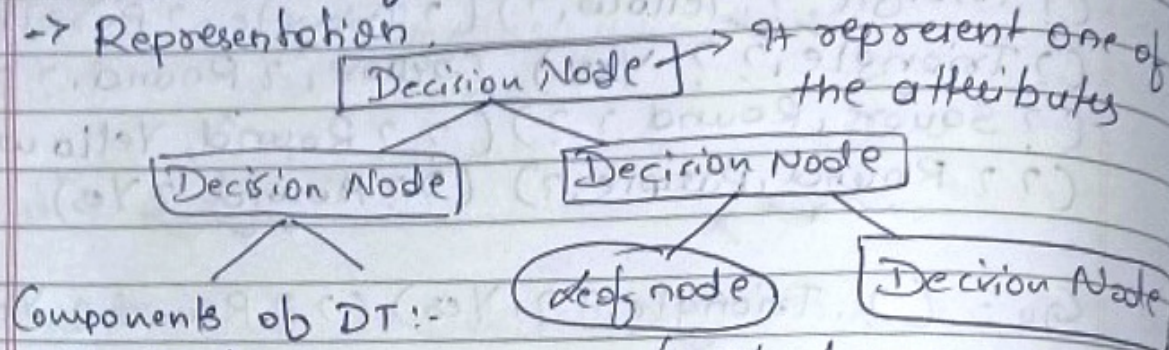 -> Representation.
Decision Node -> It represent one of
the attributes
Decision Node Decision Node
leaf node Decision Node
Components of DT :-